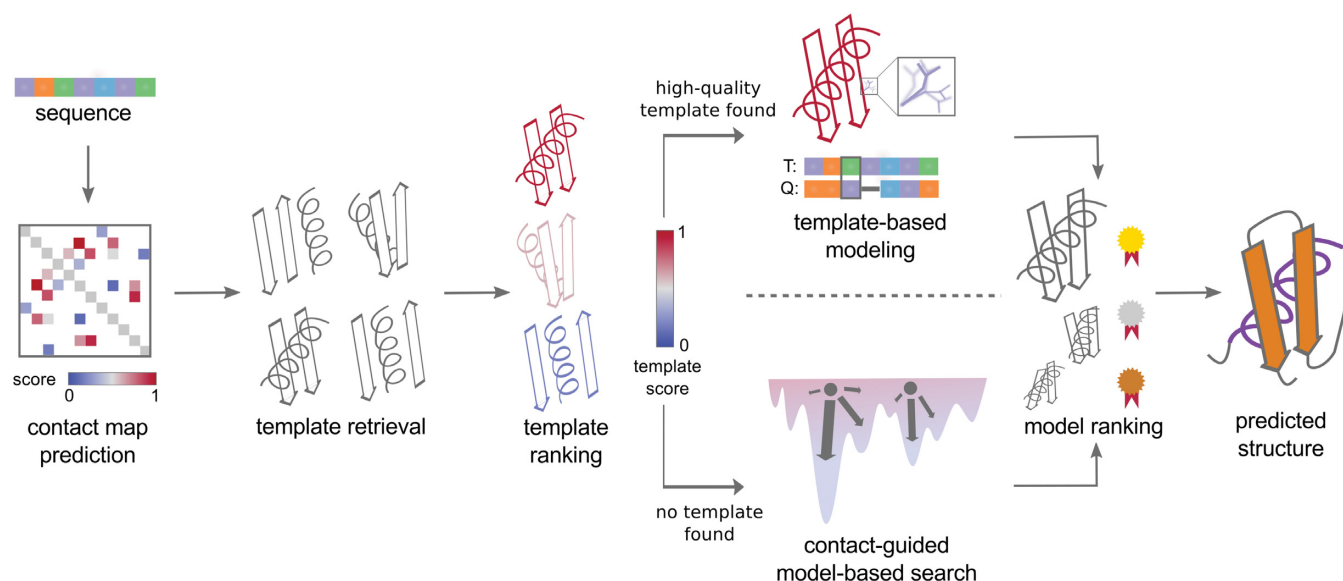 sequence
score
0
1
contact map
prediction
template retrieval
template
ranking
1
0
template
score
high-quality
template found
T:
Q:
template-based
modeling
no template
found
contact-guided
model-based search
model ranking
predicted
structure